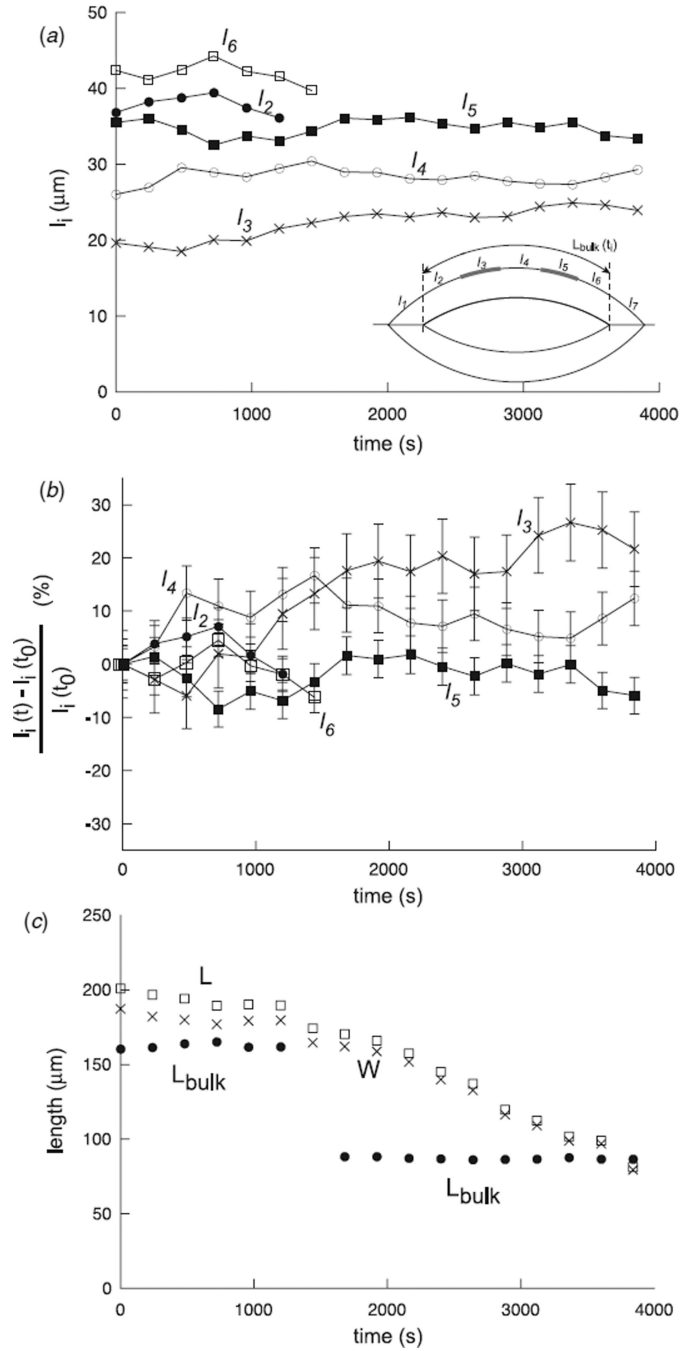 (a)
50
l6
40
l2
l5
30
l4
20
l3
Lbulk (ti)
l1 l2 l3 l4 l5 l6 l7
10
0
0 1000 2000 3000 4000
li (μm)
time (s)
(b)
30
20
10
0
-10
-20
-30
l3
l4
l2
l5
l6
li (t) - li (t0)
li (t0)
(%)
0 1000 2000 3000 4000
time (s)
(c)
250
200
150
100
50
0
L
W
Lbulk
Lbulk
length (μm)
0 1000 2000 3000 4000
time (s)